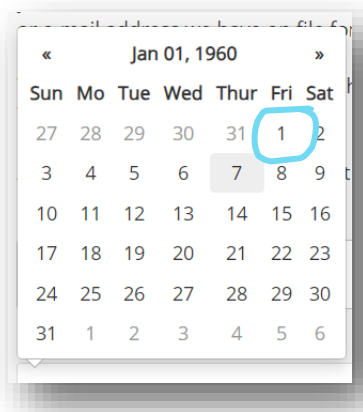 « Jan 01, 1960 »
Sun Mo Tue Wed Thur Fri Sat
27 28 29 30 31 1 2
3 4 5 6 7 8 9
10 11 12 13 14 15 16
17 18 19 20 21 22 23
24 25 26 27 28 29 30
31 1 2 3 4 5 6